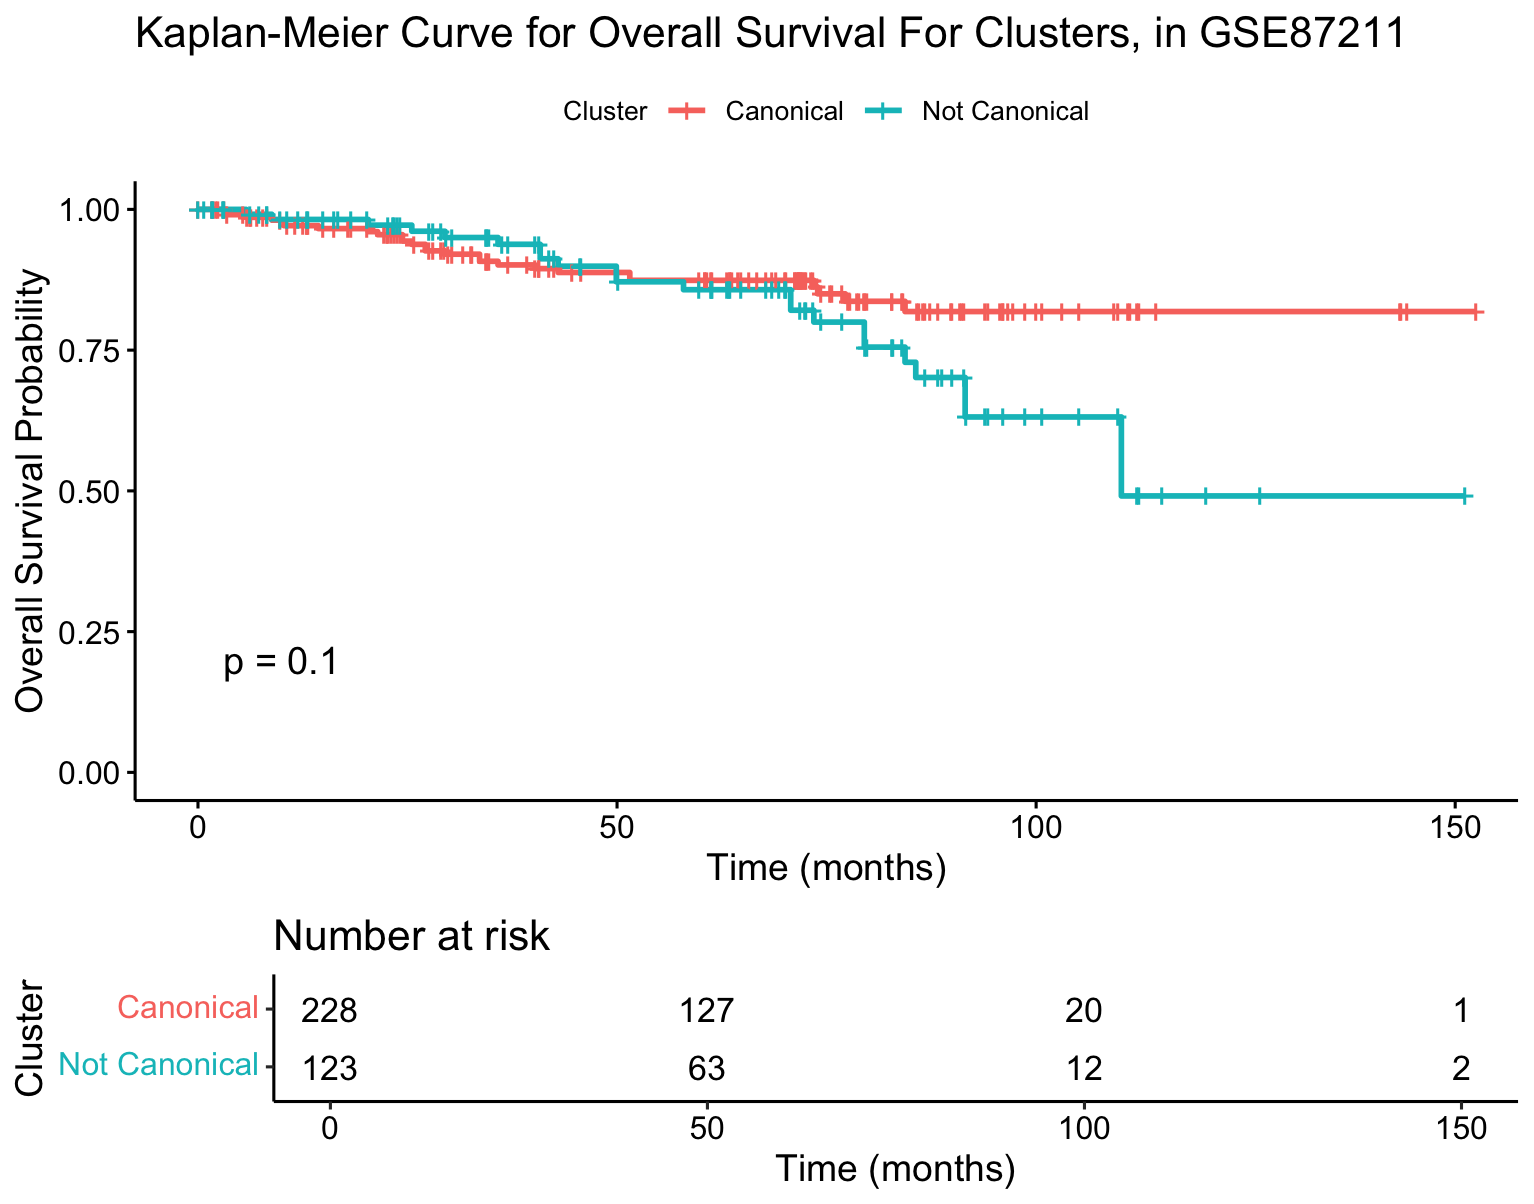 Kaplan-Meier Curve for Overall Survival For Clusters, in GSE87211
Cluster Canonical Not Canonical
Overall Survival Probability
1.00
0.75
0.50
0.25
0.00
p = 0.1
0 50 100 150
Time (months)
Number at risk
Cluster
Canonical 228 127 20 1
Not Canonical 123 63 12 2
0 50 100 150
Time (months)